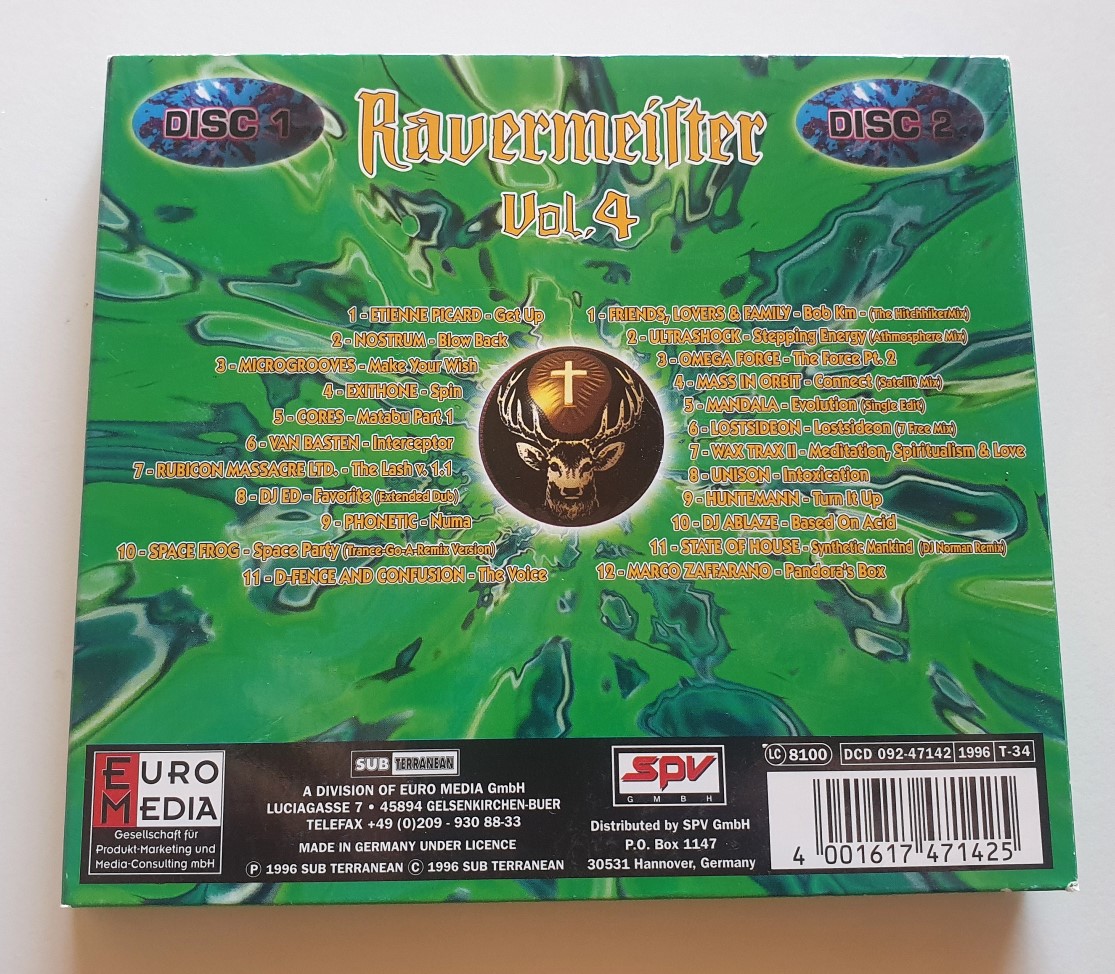 DISC 1
Ravermeiſter
DISC 2
Vol. 4
1 - ETIENNE PICARD - Get Up
2 - NOSTRUM - Blow Back
3 - MICROGROOVES - Make Your Wish
4 - EXITHONE - Spin
5 - CORES - Matabu Part 1
6 - VAN BASTEN - Interceptor
7 - RUBICON MASSACRE LTD. - The Lash v. 1.1
8 - DJ ED - Favorite (Extended Dub)
9 - PHONETIC - Numa
10 - SPACE FROG - Space Party (Trance-Go-A-Remix Version)
11 - D-FENCE AND CONFUSION - The Voice
1 - FRIENDS, LOVERS & FAMILY - Bob Km - (The HitchhikerMix)
2 - ULTRASHOCK - Stepping Energy (Athmosphere Mix)
3 - OMEGA FORCE - The Force Pt. 2
4 - MASS IN ORBIT - Connect (Satellit Mix)
5 - MANDALA - Evolution (Single Edit)
6 - LOSTSIDEON - Lostsideon (7 Free Mix)
7 - WAX TRAX II - Meditation, Spiritualism & Love
8 - UNISON - Intoxication
9 - HUNTEMANN - Turn It Up
10 - DJ ABLAZE - Based On Acid
11 - STATE OF HOUSE - Synthetic Mankind (DJ Norman Remix)
12 - MARCO ZAFFARANO - Pandora's Box
EURO
MEDIA
Gesellschaft für
Produkt-Marketing und
Media-Consulting mbH
SUB TERRANEAN
A DIVISION OF EURO MEDIA GmbH
LUCIAGASSE 7 • 45894 GELSENKIRCHEN-BUER
TELEFAX +49 (0)209 - 930 88-33
MADE IN GERMANY UNDER LICENCE
℗ 1996 SUB TERRANEAN © 1996 SUB TERRANEAN
SPV
GMBH
Distributed by SPV GmbH
P.O. Box 1147
30531 Hannover, Germany
LC 8100
DCD 092-47142 1996 T-34
4 001617 471425